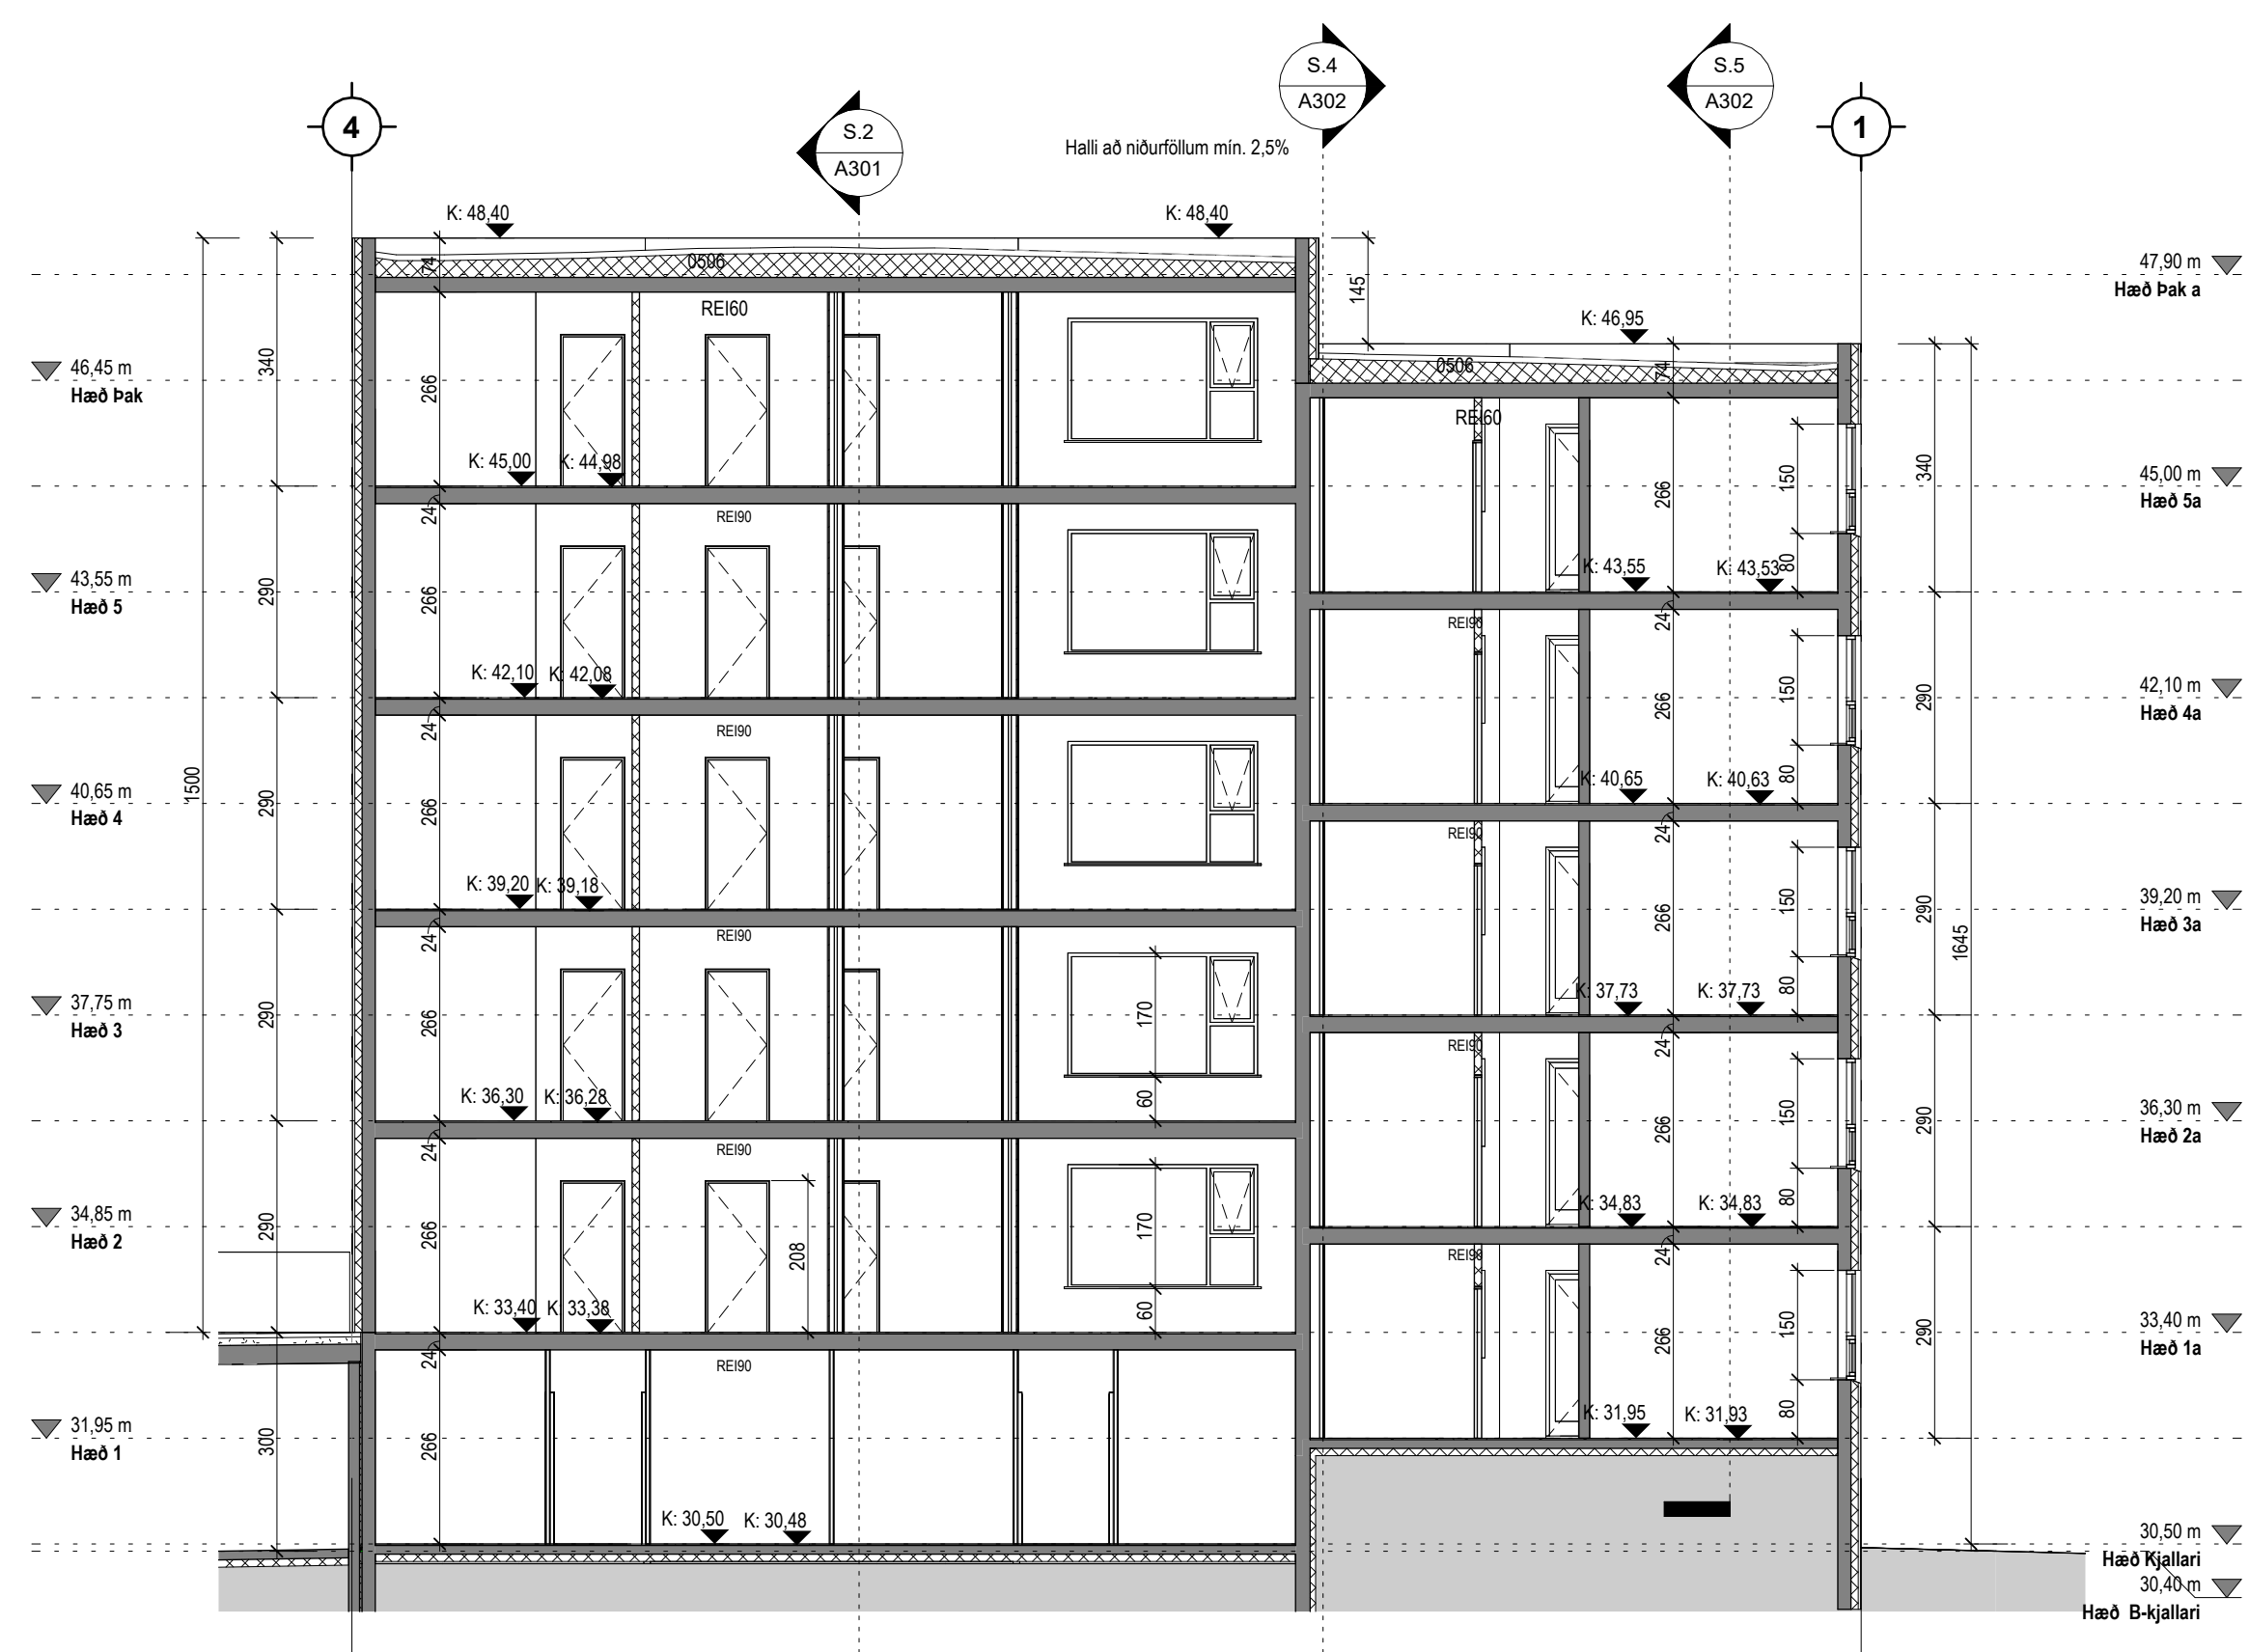 S.4
A302
S.5
A302
4
S.2
A301
1
Halli að niðurföllum mín. 2,5%
K: 48,40
K: 48,40
74
0506
47,90 m
Hæð Þak a
145
REI60
K: 46,95
340
46,45 m
Hæð Þak
266
0506
74
REI60
K: 45,00
K: 44,98
266
150
340
45,00 m
Hæð 5a
24
REI90
43,55 m
Hæð 5
290
266
K: 43,55
K: 43,53
80
24
REI90
K: 42,10
K: 42,08
266
150
290
42,10 m
Hæð 4a
24
REI90
1500
40,65 m
Hæð 4
290
266
K: 40,65
K: 40,63
80
24
REI90
K: 39,20
K: 39,18
266
150
290
39,20 m
Hæð 3a
24
REI90
1645
37,75 m
Hæð 3
290
266
170
K: 37,73
K: 37,73
80
24
REI90
K: 36,30
K: 36,28
60
266
150
290
36,30 m
Hæð 2a
24
REI90
34,85 m
Hæð 2
290
266
208
170
K: 34,83
K: 34,83
80
24
REI90
K: 33,40
K: 33,38
60
266
150
290
33,40 m
Hæð 1a
24
REI90
31,95 m
Hæð 1
300
266
K: 31,95
K: 31,93
80
K: 30,50
K: 30,48
30,50 m
Hæð Kjallari
30,40 m
Hæð B-kjallari